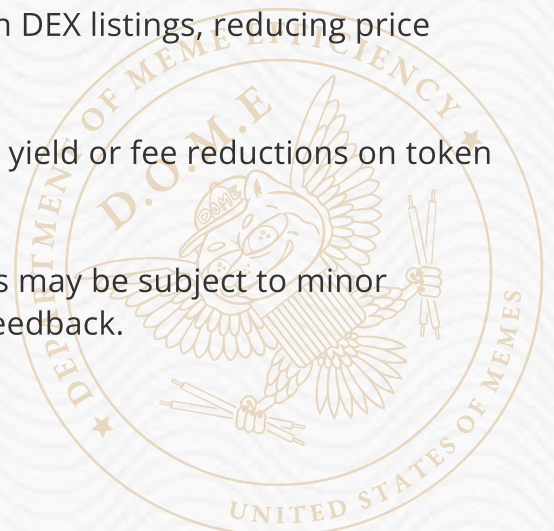 n DEX listings, reducing price
yield or fee reductions on token
s may be subject to minor
eedback.
DEPARTMENT OF MEME EFFICIENCY
D.O.M.E
DOME
UNITED STATES OF MEMES